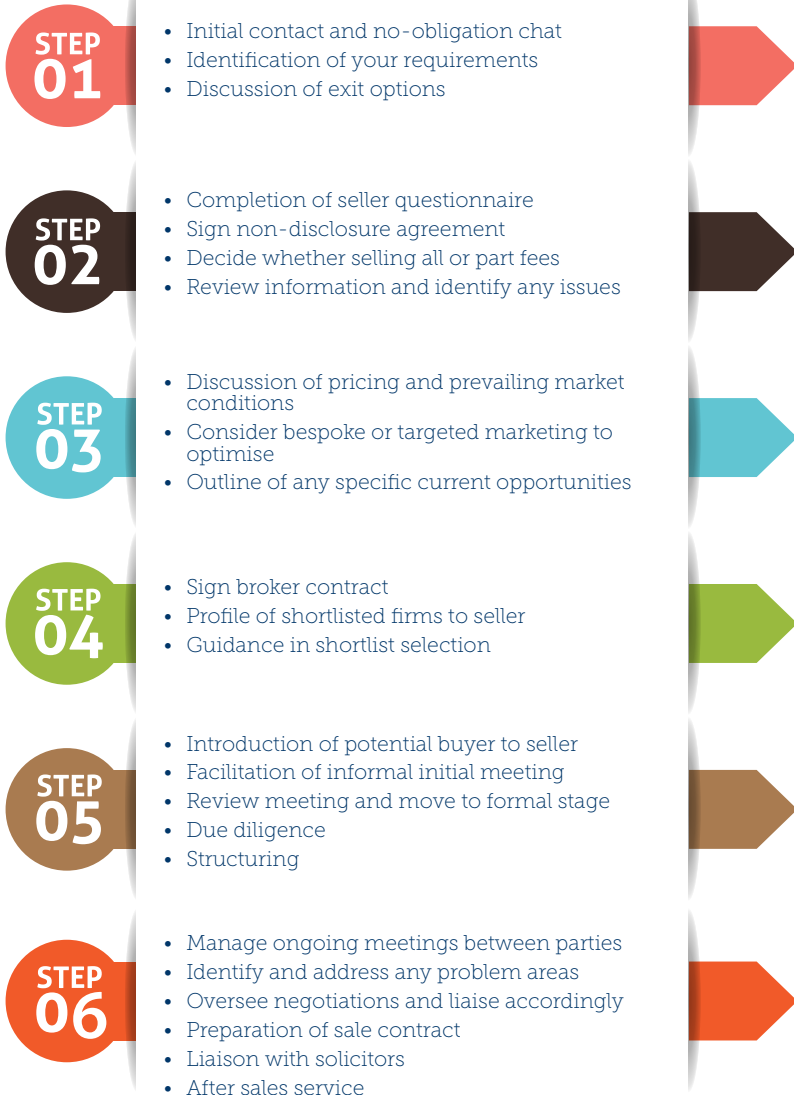 STEP
01
• Initial contact and no-obligation chat
• Identification of your requirements
• Discussion of exit options
STEP
02
• Completion of seller questionnaire
• Sign non-disclosure agreement
• Decide whether selling all or part fees
• Review information and identify any issues
STEP
03
• Discussion of pricing and prevailing market
conditions
• Consider bespoke or targeted marketing to
optimise
• Outline of any specific current opportunities
STEP
04
• Sign broker contract
• Profile of shortlisted firms to seller
• Guidance in shortlist selection
STEP
05
• Introduction of potential buyer to seller
• Facilitation of informal initial meeting
• Review meeting and move to formal stage
• Due diligence
• Structuring
STEP
06
• Manage ongoing meetings between parties
• Identify and address any problem areas
• Oversee negotiations and liaise accordingly
• Preparation of sale contract
• Liaison with solicitors
• After sales service